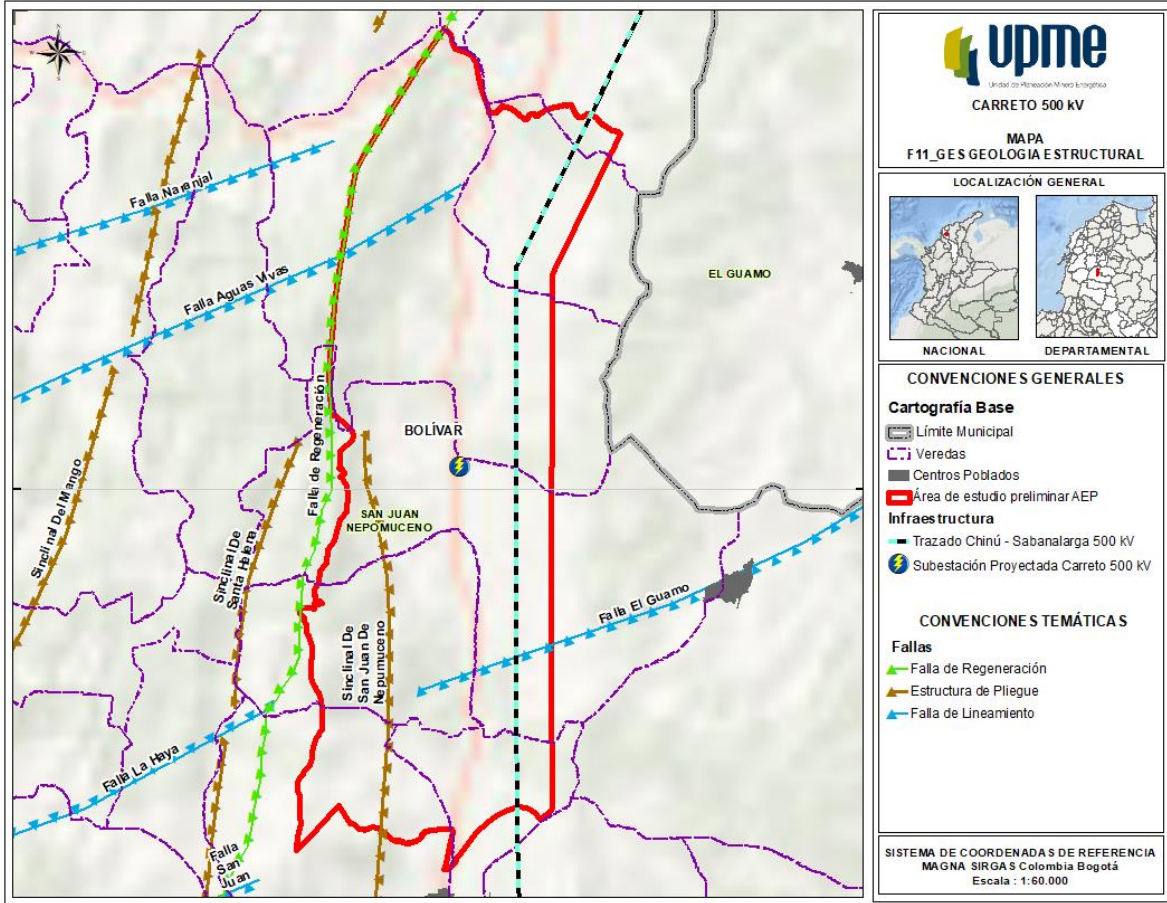 Falla Naranjal
Falla Aguas Vivas
Falla de Regeneración
Sinclinal Del Mango
Sinclinal De
Santa Helena
BOLÍVAR
SAN JUAN
NEPOMUCENO
EL GUAMO
Falla El Guamo
Sinclinal De
San Juan De
Nepumuceno
Falla La Haya
Falla
San
Juan
upme
Unidad de Planeación Minero Energética
CARRETO 500 kV
MAPA
F11_GES GEOLOGIA ESTRUCTURAL
LOCALIZACIÓN GENERAL
NACIONAL
DEPARTAMENTAL
CONVENCIONES GENERALES
Cartografía Base
Límite Municipal
Veredas
Centros Poblados
Área de estudio preliminar AEP
Infraestructura
Trazado Chinú - Sabanalarga 500 kV
Subestación Proyectada Carreto 500 kV
CONVENCIONES TEMÁTICAS
Fallas
Falla de Regeneración
Estructura de Pliegue
Falla de Lineamiento
SISTEMA DE COORDENADAS DE REFERENCIA
MAGNA SIRGAS Colombia Bogotá
Escala : 1:60.000